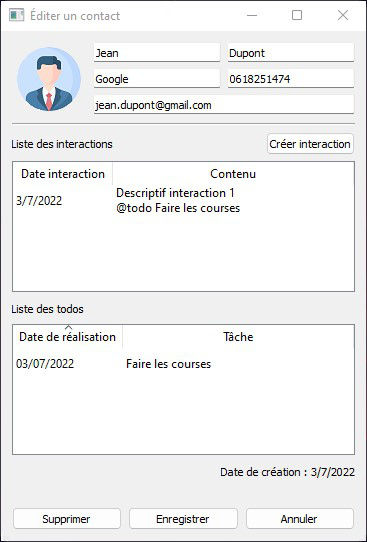 Éditer un contact
Jean Dupont
Google 0618251474
jean.dupont@gmail.com
Liste des interactions Créer interaction
Date interaction Contenu
3/7/2022 Descriptif interaction 1
@todo Faire les courses
Liste des todos
Date de réalisation Tâche
03/07/2022 Faire les courses
Date de création : 3/7/2022
Supprimer Enregistrer Annuler